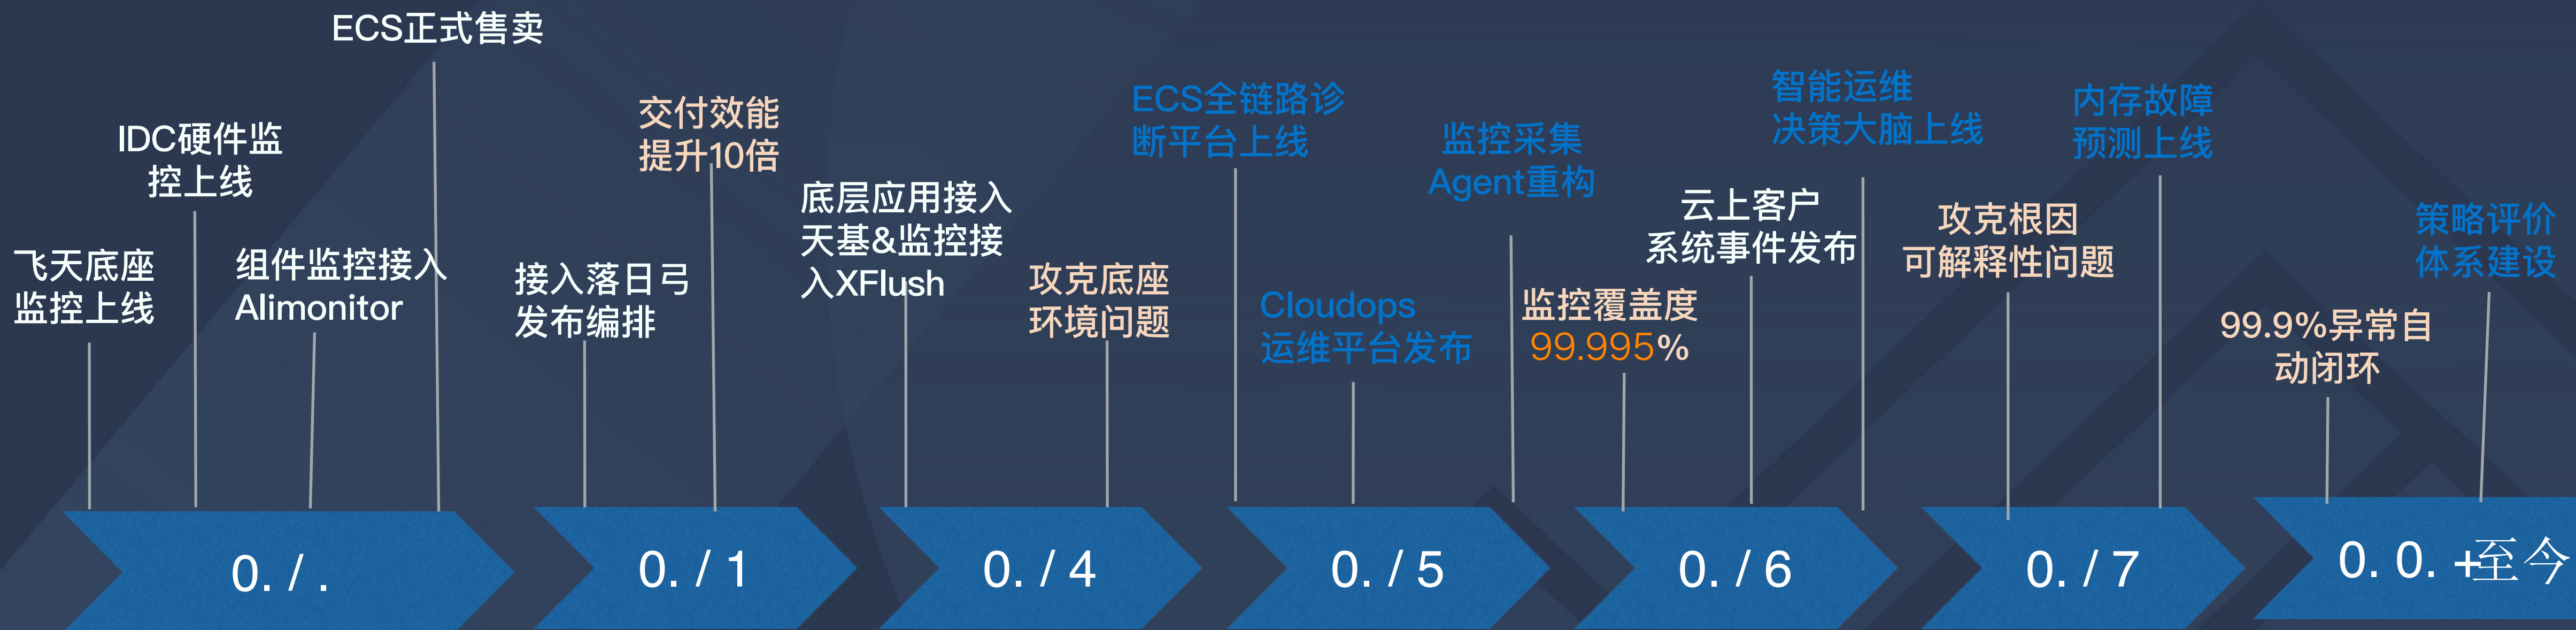 ECS正式售卖
IDC硬件监
控上线
飞天底座
监控上线
组件监控接入
Alimonitor
交付效能
提升10倍
接入落日弓
发布编排
底层应用接入
天基&监控接
入XFlush
攻克底座
环境问题
ECS全链路诊
断平台上线
Cloudops
运维平台发布
监控采集
Agent重构
监控覆盖度
99.995%
云上客户
系统事件发布
智能运维
决策大脑上线
攻克根因
可解释性问题
内存故障
预测上线
99.9%异常自
动闭环
策略评价
体系建设
0. / .
0. / 1
0. / 4
0. / 5
0. / 6
0. / 7
0. 0. +至今